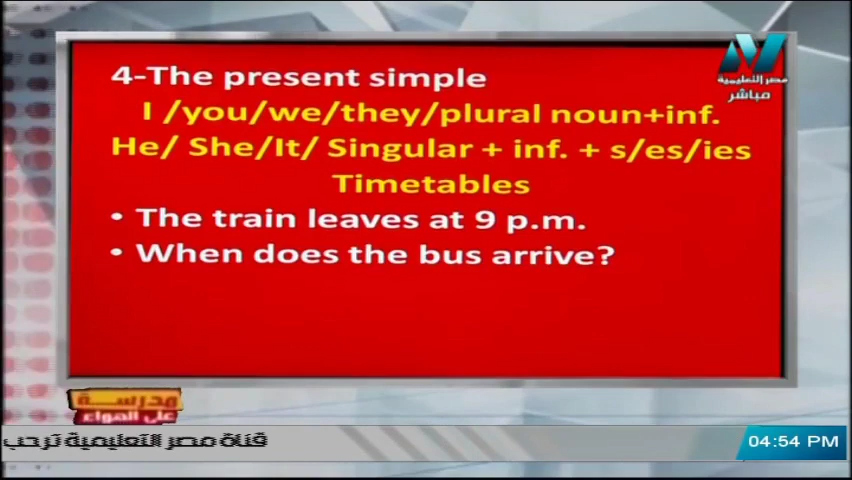 4-The present simple
I /you/we/they/plural noun+inf.
He/ She/It/ Singular + inf. + s/es/ies
Timetables
• The train leaves at 9 p.m.
• When does the bus arrive?
مصر التعليمية
مباشر
مدرسة
على الهواء
قناة مصر التعليمية ترحب
04:54 PM